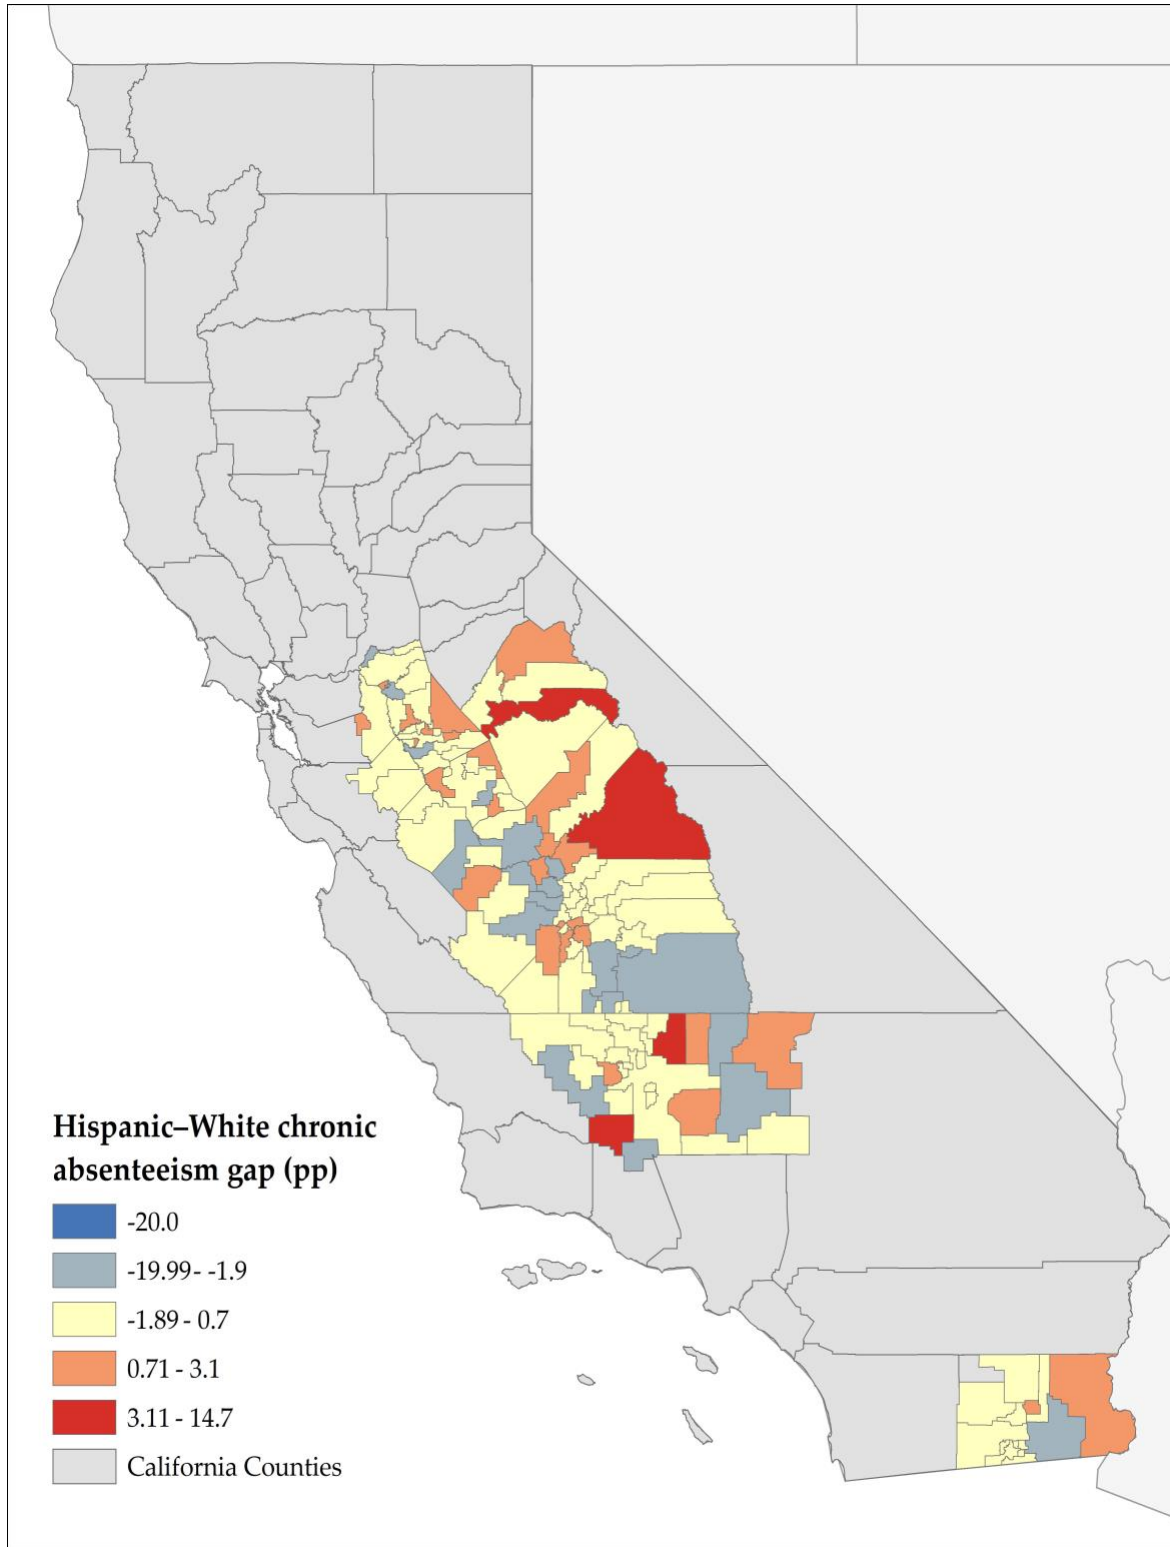 Hispanic–White chronic
absenteeism gap (pp)
-20.0
-19.99- -1.9
-1.89 - 0.7
0.71 - 3.1
3.11 - 14.7
California Counties